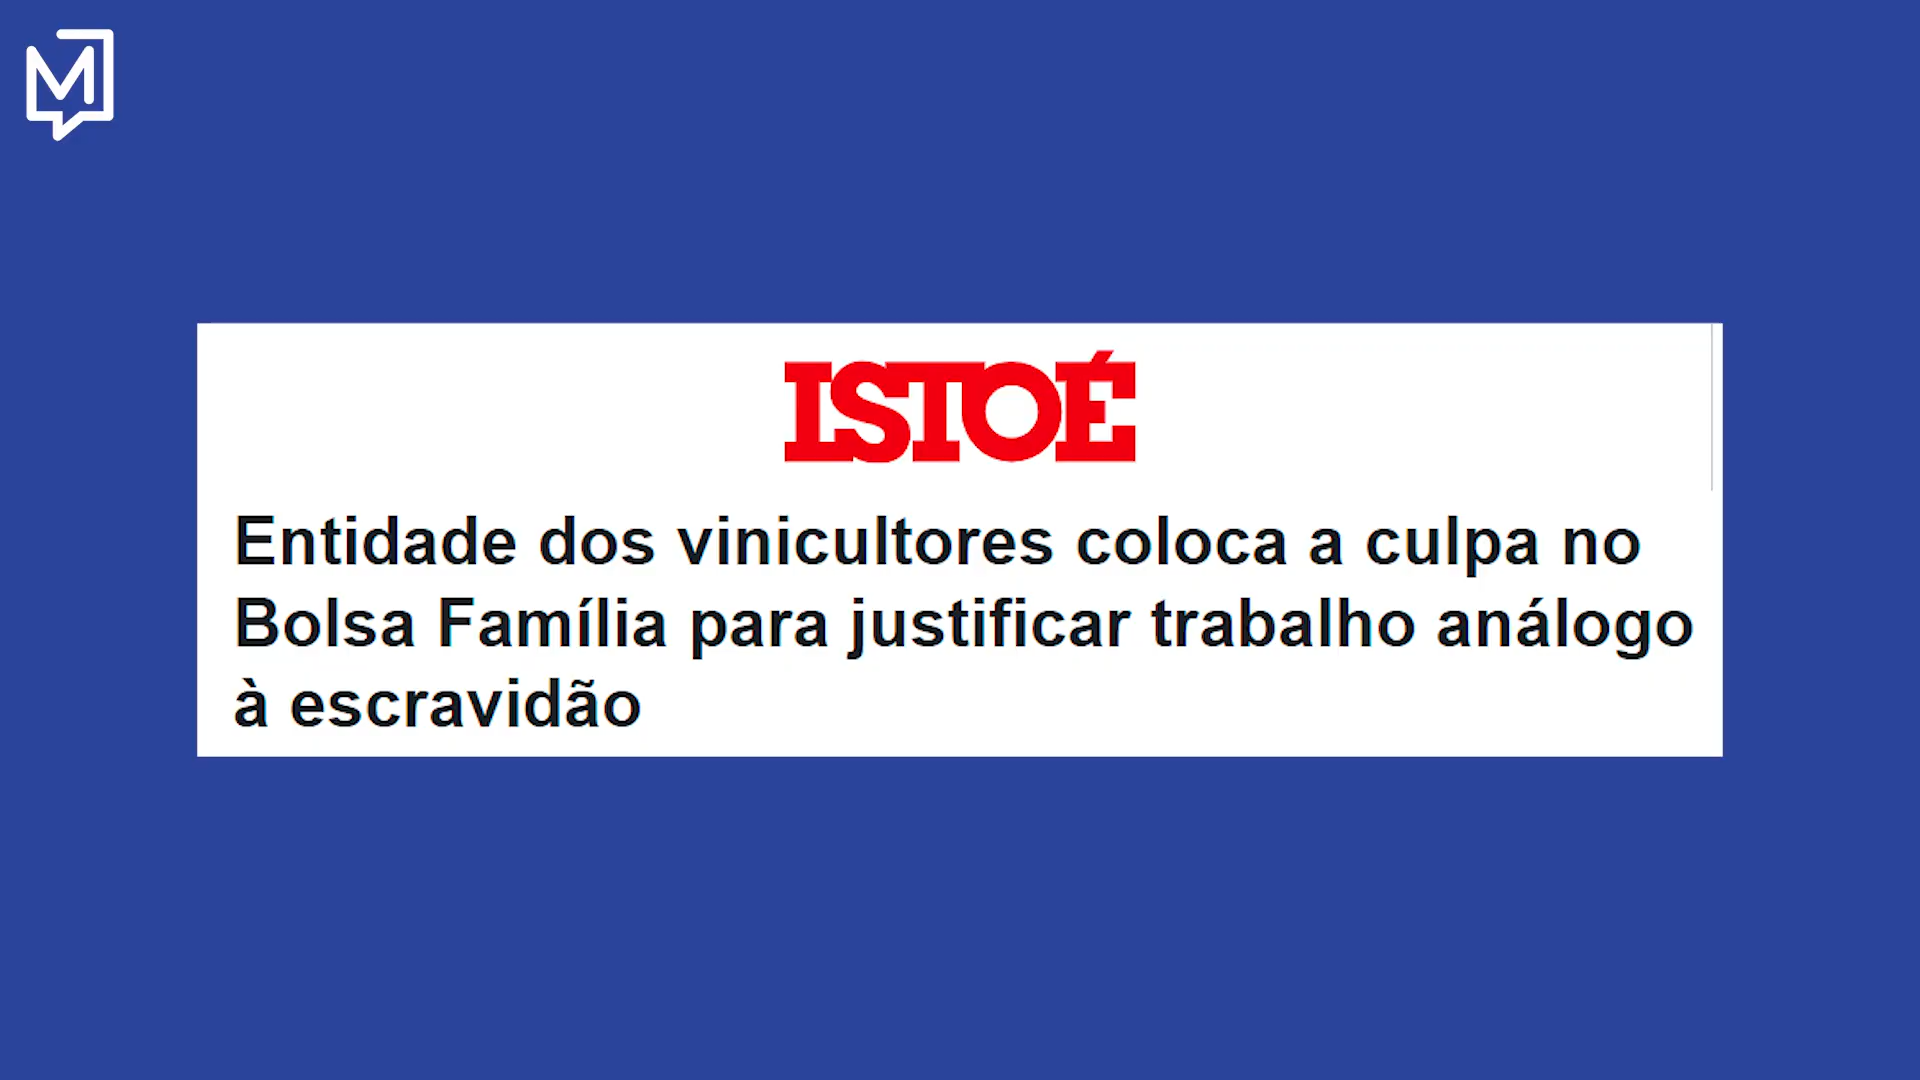 M
ISTOÉ
Entidade dos vinicultores coloca a culpa no
Bolsa Família para justificar trabalho análogo
à escravidão